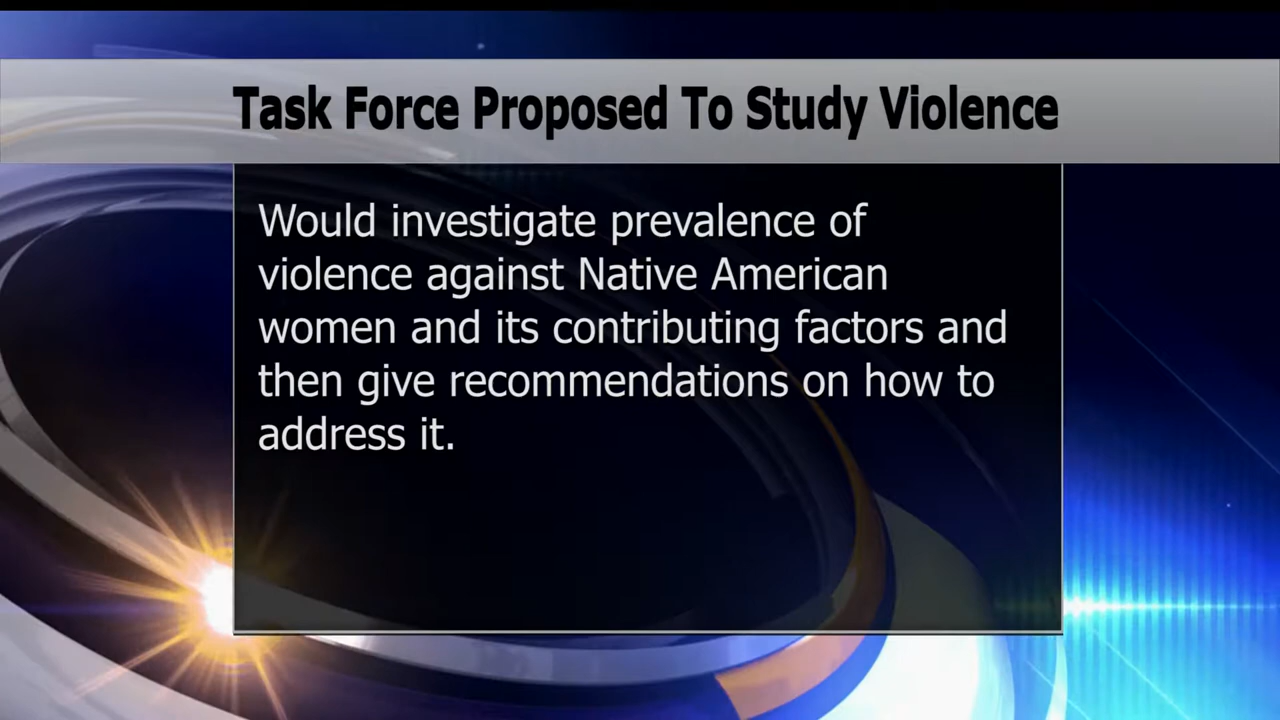 Task Force Proposed To Study Violence
Would investigate prevalence of
violence against Native American
women and its contributing factors and
then give recommendations on how to
address it.